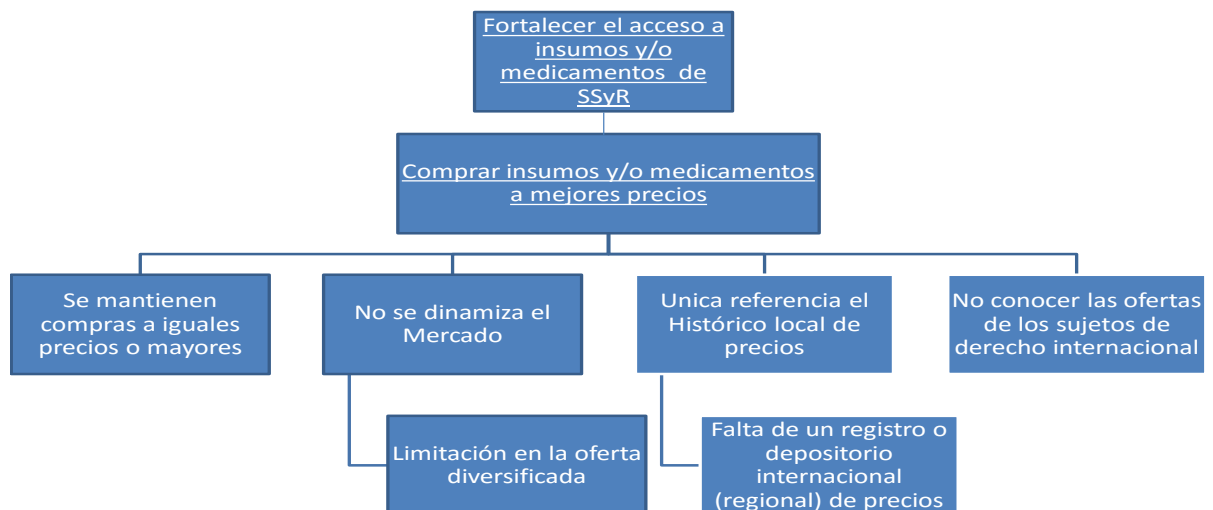 Fortalecer el acceso a
insumos y/o
medicamentos de
SSyR
Comprar insumos y/o medicamentos
a mejores precios
Se mantienen
compras a iguales
precios o mayores
No se dinamiza el
Mercado
Unica referencia el
Histórico local de
precios
No conocer las ofertas
de los sujetos de
derecho internacional
Limitación en la oferta
diversificada
Falta de un registro o
depositorio
internacional
(regional) de precios